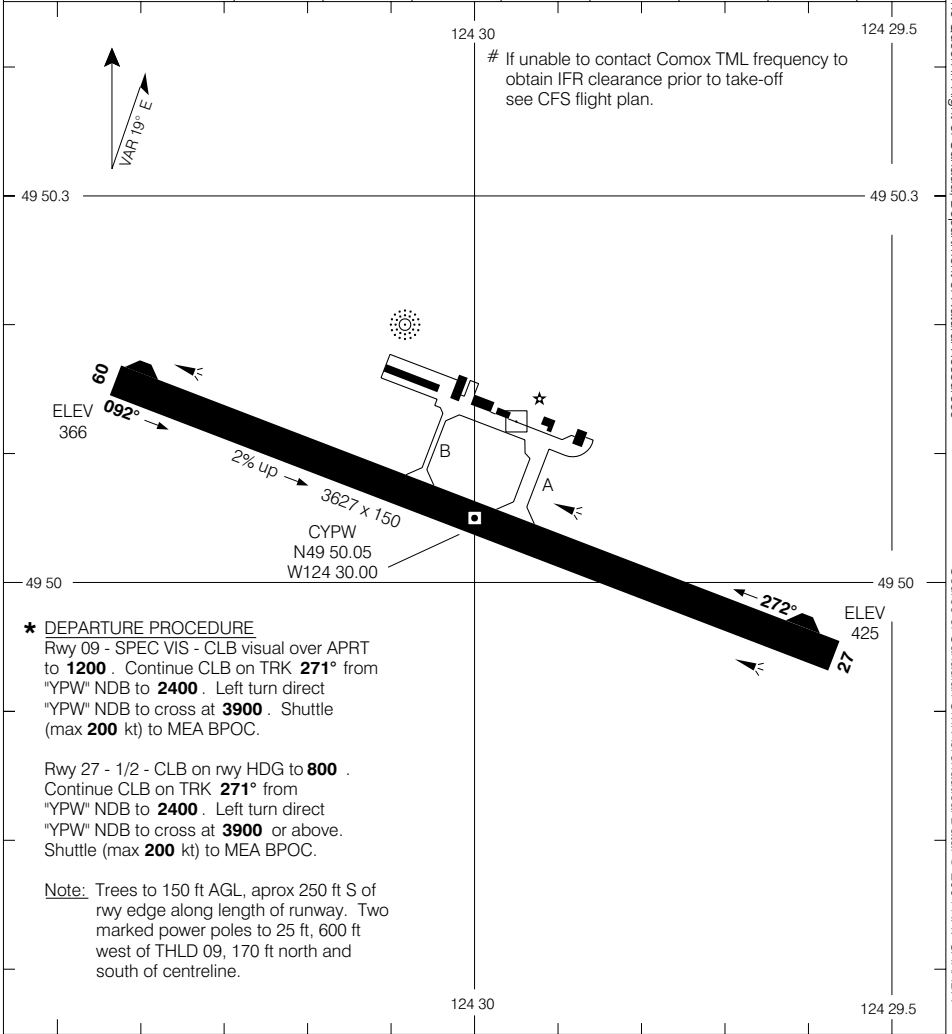 124 30
124 29.5
# If unable to contact Comox TML frequency to
obtain IFR clearance prior to take-off
see CFS flight plan.
VAR 19° E
49 50.3
49 50.3
09
ELEV
366
092°
2% up
3627 x 150
B
A
CYPW
N49 50.05
W124 30.00
49 50
49 50
272°
ELEV
425
27
* DEPARTURE PROCEDURE
Rwy 09 - SPEC VIS - CLB visual over APRT
to 1200 . Continue CLB on TRK 271° from
"YPW" NDB to 2400 . Left turn direct
"YPW" NDB to cross at 3900 . Shuttle
(max 200 kt) to MEA BPOC.
Rwy 27 - 1/2 - CLB on rwy HDG to 800 .
Continue CLB on TRK 271° from
"YPW" NDB to 2400 . Left turn direct
"YPW" NDB to cross at 3900 or above.
Shuttle (max 200 kt) to MEA BPOC.
Note: Trees to 150 ft AGL, aprox 250 ft S of
rwy edge along length of runway. Two
marked power poles to 25 ft, 600 ft
west of THLD 09, 170 ft north and
south of centreline.
124 30
124 29.5